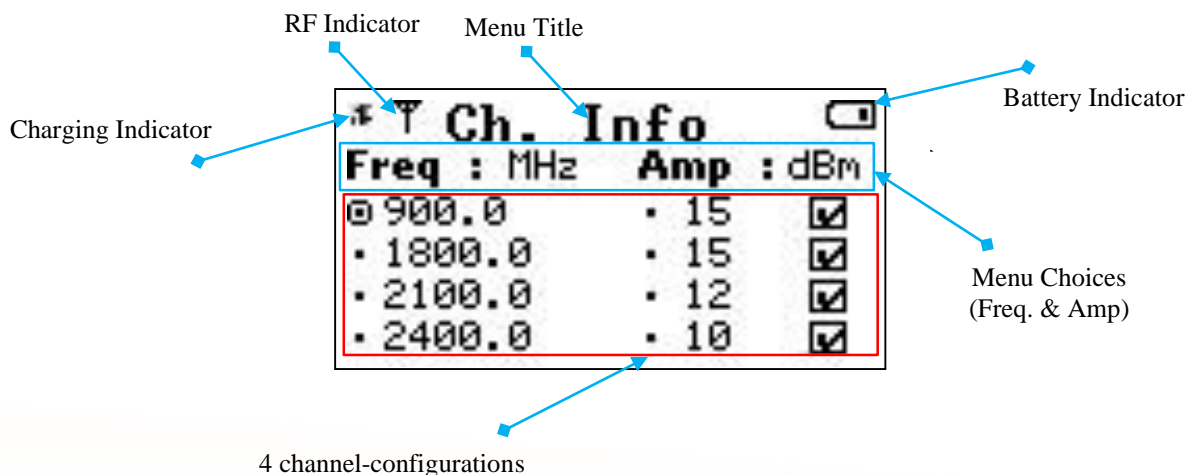 RF Indicator
Menu Title
Battery Indicator
Charging Indicator
Ch. Info
Freq : MHz Amp : dBm
900.0 15
1800.0 15
2100.0 12
2400.0 10
Menu Choices
(Freq. & Amp)
4 channel-configurations